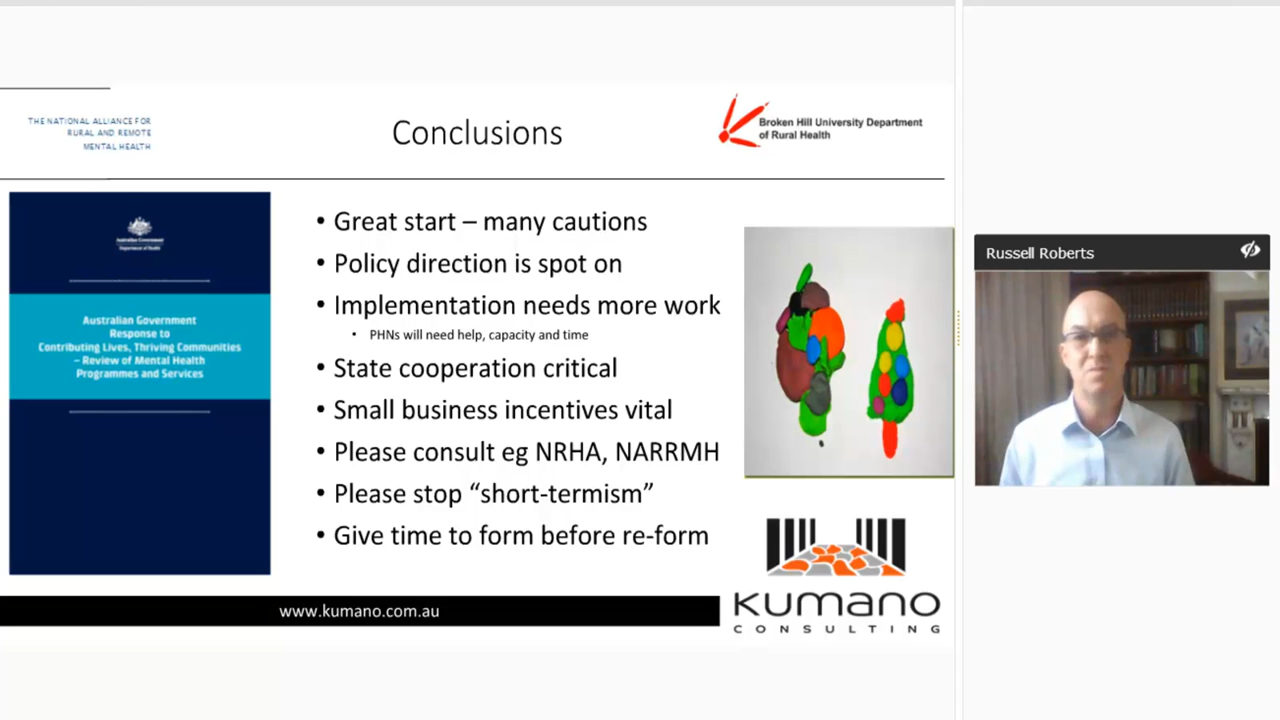 THE NATIONAL ALLIANCE FOR
RURAL AND REMOTE
MENTAL HEALTH
Conclusions
Broken Hill University Department
of Rural Health
Australian Government
Department of Health
Australian Government
Response to
Contributing Lives, Thriving Communities
– Review of Mental Health
Programmes and Services
• Great start – many cautions
• Policy direction is spot on
• Implementation needs more work
• PHNs will need help, capacity and time
• State cooperation critical
• Small business incentives vital
• Please consult eg NRHA, NARRMH
• Please stop “short-termism”
• Give time to form before re-form
www.kumano.com.au
kumano
CONSULTING
Russell Roberts